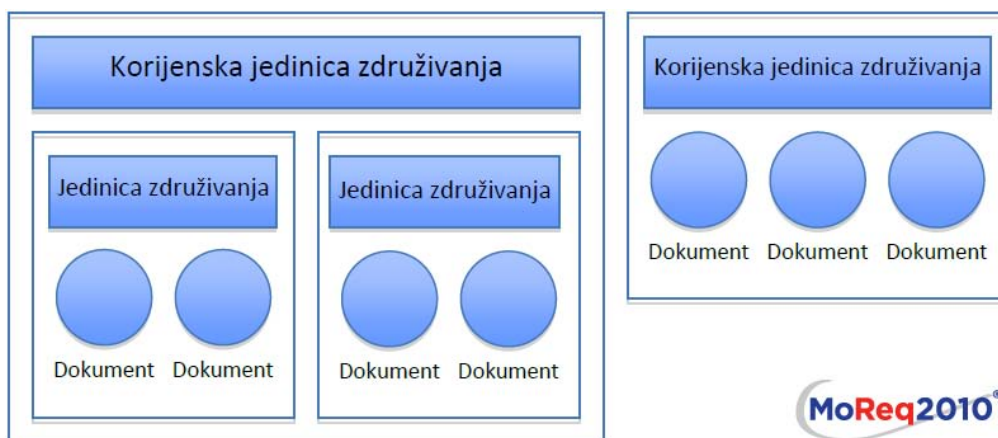 Korijenska jedinica združivanja
Jedinica združivanja
Dokument Dokument
Jedinica združivanja
Dokument Dokument
Korijenska jedinica združivanja
Dokument Dokument Dokument
MoReq2010®